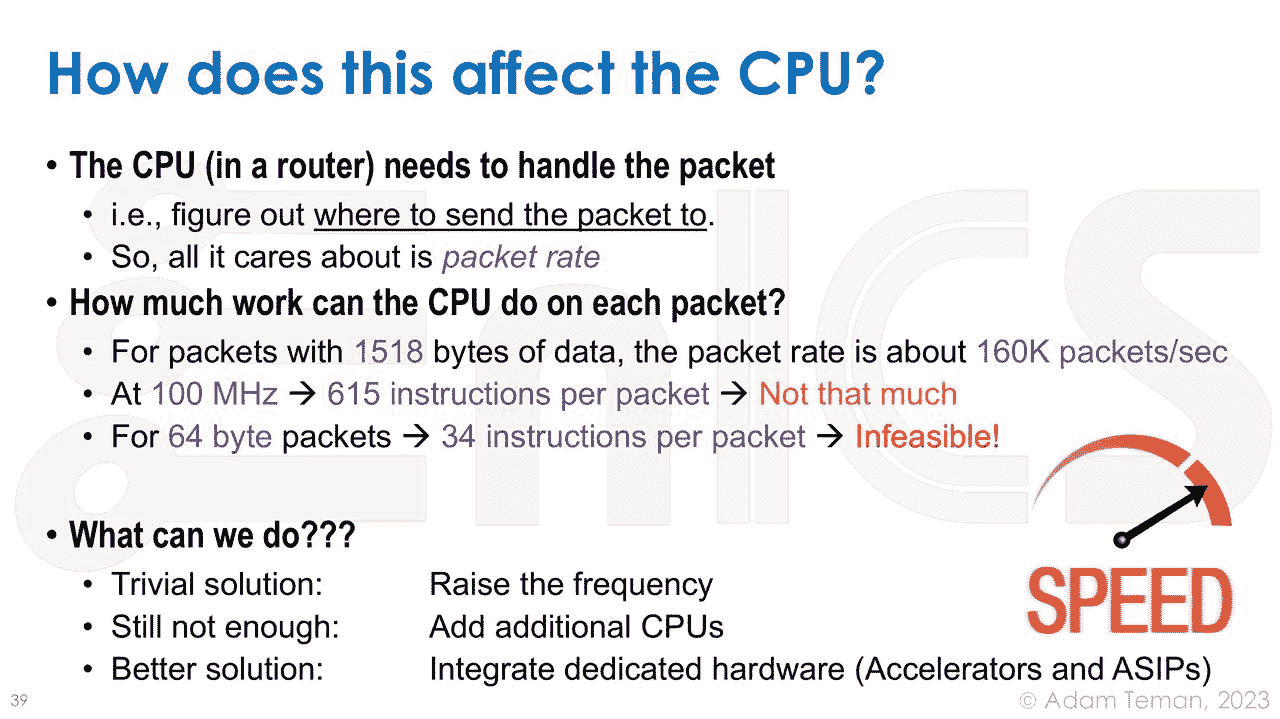 How does this affect the CPU?
• The CPU (in a router) needs to handle the packet
• i.e., figure out where to send the packet to.
• So, all it cares about is packet rate
• How much work can the CPU do on each packet?
• For packets with 1518 bytes of data, the packet rate is about 160K packets/sec
• At 100 MHz → 615 instructions per packet → Not that much
• For 64 byte packets → 34 instructions per packet → Infeasible!
• What can we do???
• Trivial solution: Raise the frequency
• Still not enough: Add additional CPUs
• Better solution: Integrate dedicated hardware (Accelerators and ASIPs)
SPEED
EnICS
39
© Adam Teman, 2023